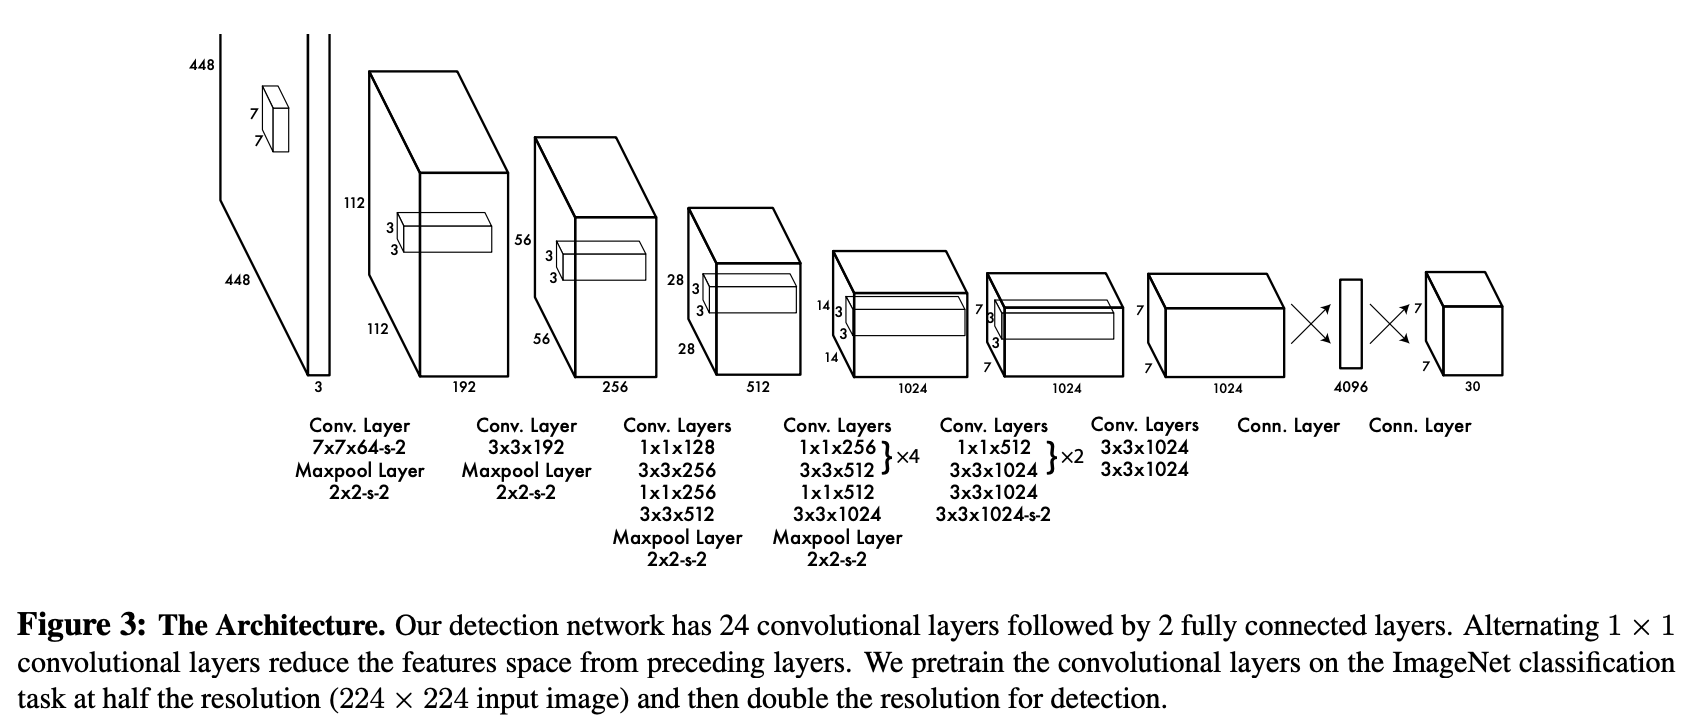 448
7
7
448
3
112
3
3
112
192
56
3
3
56
256
28
3
3
28
512
14
3
3
14
1024
7
3
3
7
1024
7
7
1024
4096
7
7
30
Conv. Layer
7x7x64-s-2
Maxpool Layer
2x2-s-2
Conv. Layer
3x3x192
Maxpool Layer
2x2-s-2
Conv. Layers
1x1x128
3x3x256
1x1x256
3x3x512
Maxpool Layer
2x2-s-2
Conv. Layers
1x1x256
3x3x512
}×4
1x1x512
3x3x1024
Maxpool Layer
2x2-s-2
Conv. Layers
1x1x512
3x3x1024
}×2
3x3x1024
3x3x1024-s-2
Conv. Layers
3x3x1024
3x3x1024
Conn. Layer
Conn. Layer
Figure 3: The Architecture. Our detection network has 24 convolutional layers followed by 2 fully connected layers. Alternating 1 × 1
convolutional layers reduce the features space from preceding layers. We pretrain the convolutional layers on the ImageNet classification
task at half the resolution (224 × 224 input image) and then double the resolution for detection.